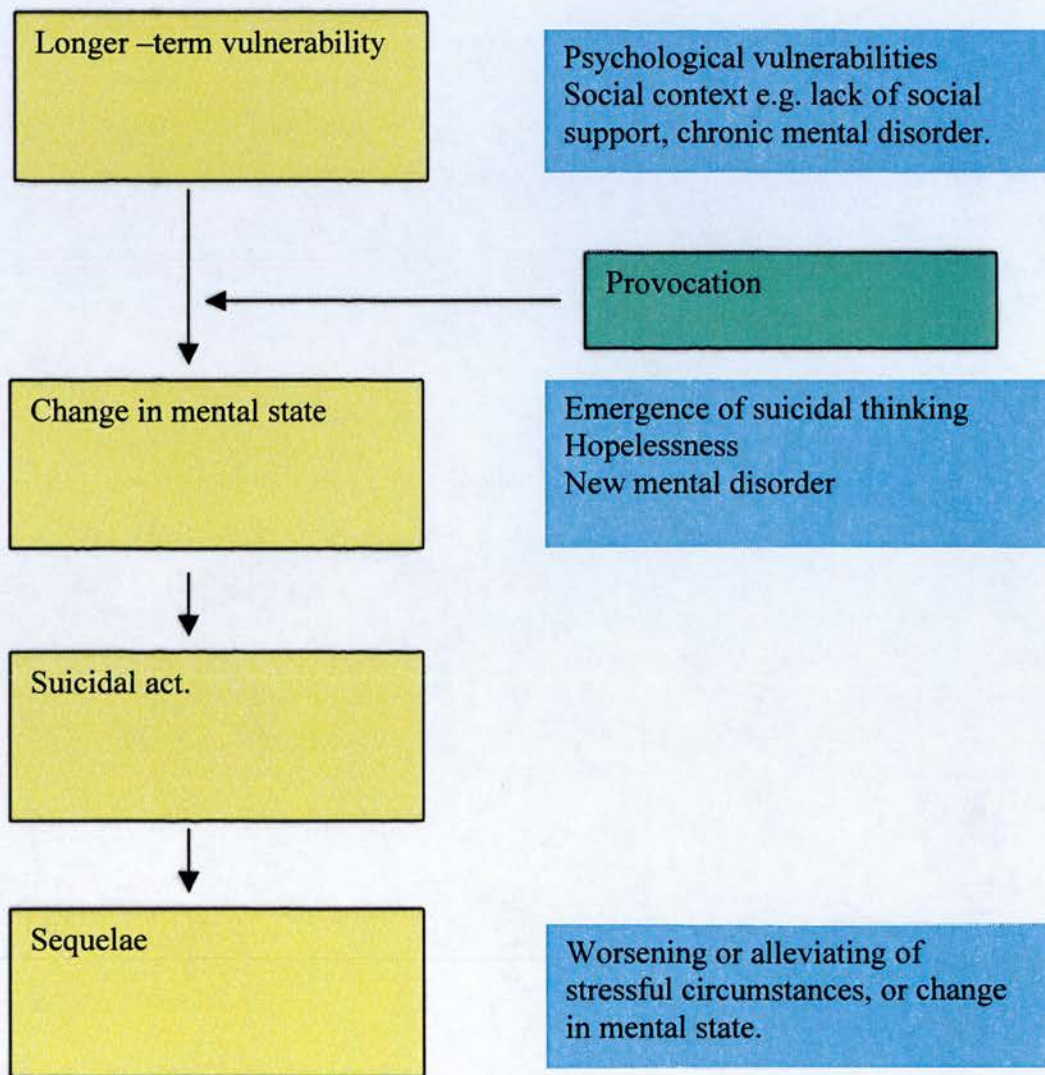 Longer –term vulnerability
Psychological vulnerabilities
Social context e.g. lack of social
support, chronic mental disorder.
Provocation
Change in mental state
Emergence of suicidal thinking
Hopelessness
New mental disorder
Suicidal act.
Sequelae
Worsening or alleviating of
stressful circumstances, or change
in mental state.